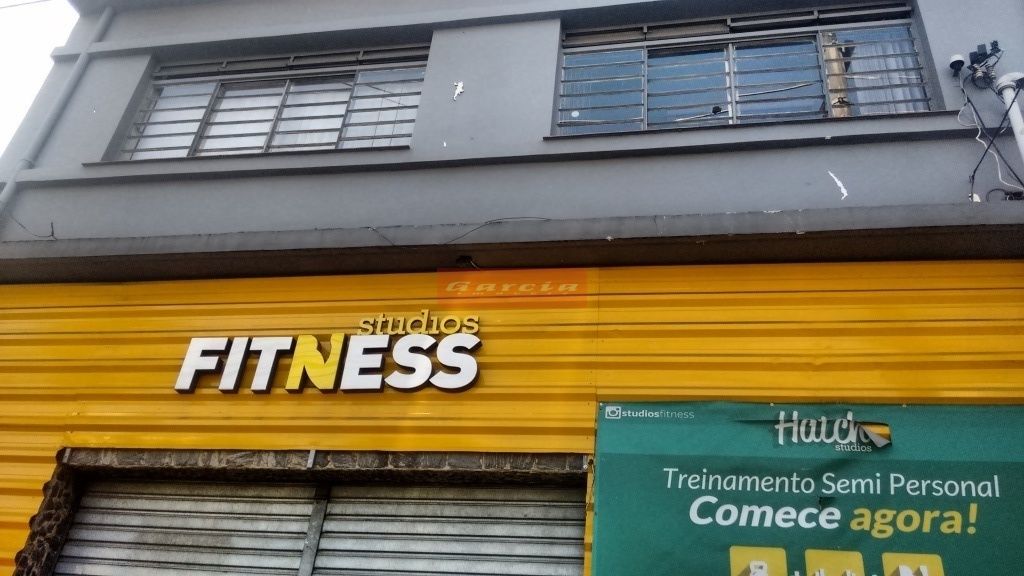 Garcia
studios
FITNESS
studiosfitness
Hatch
studios
Treinamento Semi Personal
Comece agora!